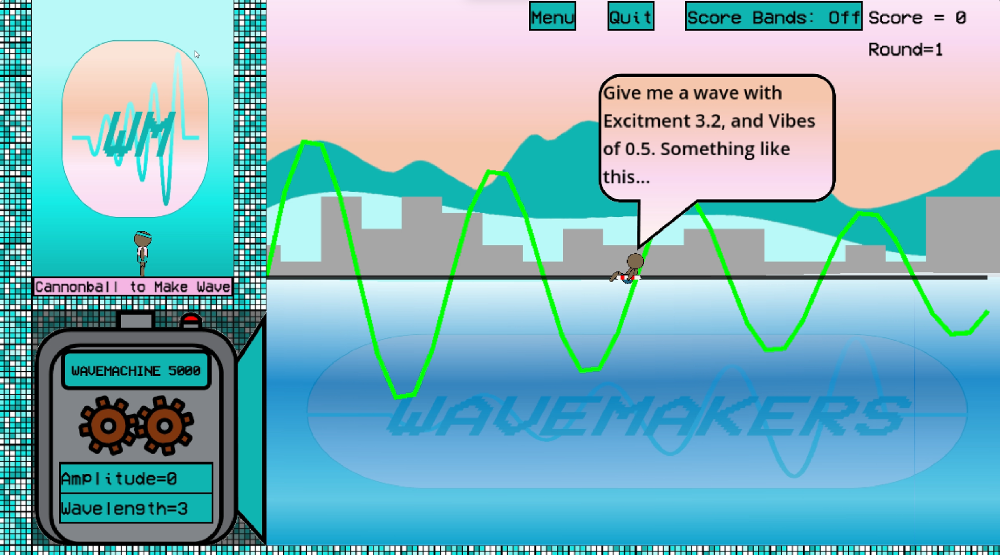 Menu
Quit
Score Bands: Off
Score = 0
Round=1
Give me a wave with
Excitment 3.2, and Vibes
of 0.5. Something like
this...
WM
Cannonball to Make Wave
WAVEMACHINE 5000
WAVEMAKERS
Amplitude=0
Wavelength=3